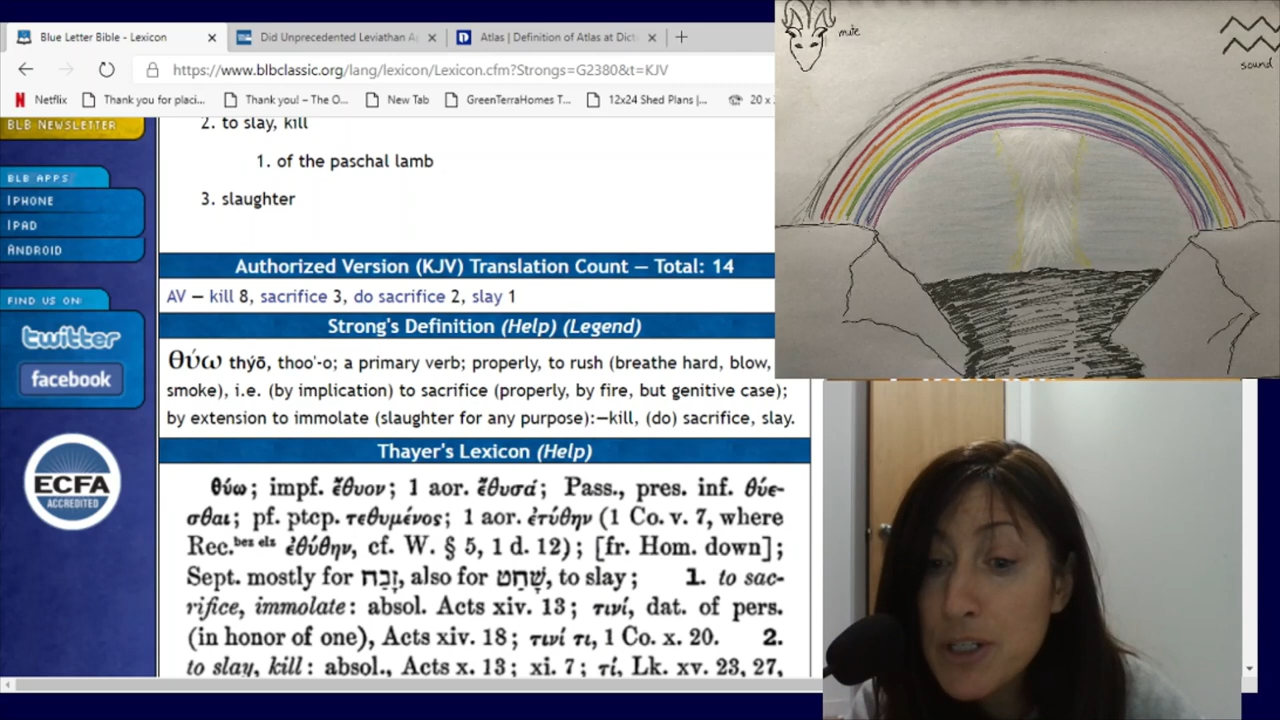 Blue Letter Bible - Lexicon
Did Unprecedented Leviathan A
Atlas | Definition of Atlas at Dict
https://www.blbclassic.org/lang/lexicon/Lexicon.cfm?Strongs=G2380&t=KJV
Netflix
Thank you for placi...
Thank you! – The O...
New Tab
GreenTerraHomes T...
12x24 Shed Plans |...
20 x
BLB NEWSLETTER
BLB APPS
IPHONE
IPAD
ANDROID
FIND US ON:
twitter
facebook
ECFA
ACCREDITED
2. to slay, kill
1. of the paschal lamb
3. slaughter
Authorized Version (KJV) Translation Count — Total: 14
AV — kill 8, sacrifice 3, do sacrifice 2, slay 1
Strong's Definition (Help) (Legend)
θύω thýō, thoo'-o; a primary verb; properly, to rush (breathe hard, blow,
smoke), i.e. (by implication) to sacrifice (properly, by fire, but genitive case);
by extension to immolate (slaughter for any purpose):—kill, (do) sacrifice, slay.
Thayer's Lexicon (Help)
θύω; impf. ἔθυον; 1 aor. ἔθυσά; Pass., pres. inf. θύε-
σθαι; pf. ptcp. τεθυμένος; 1 aor. ἐτύθην (1 Co. v. 7, where
Rec.bez elz ἐθύθην, cf. W. § 5, 1 d. 12); [fr. Hom. down];
Sept. mostly for זָבַח, also for שָׁחַט, to slay; 1. to sac-
rifice, immolate: absol. Acts xiv. 13; τινί, dat. of pers.
(in honor of one), Acts xiv. 18; τινί τι, 1 Co. x. 20. 2.
to slay, kill: absol., Acts x. 13; xi. 7; τί, Lk. xv. 23, 27,
mute
sound